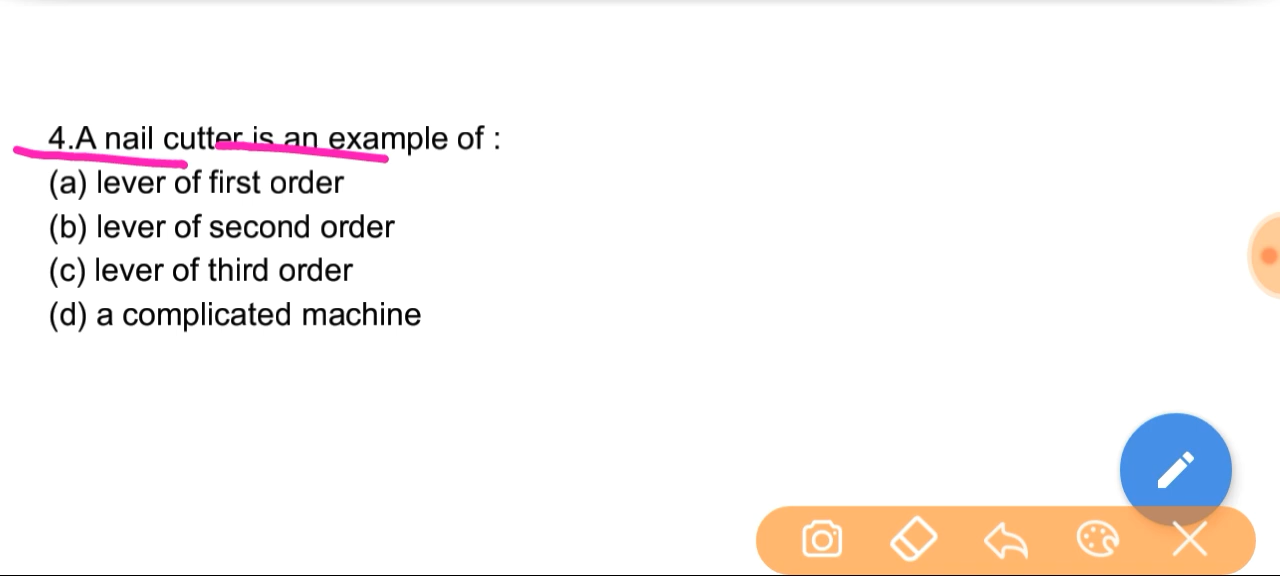 4.A nail cutter is an example of :
(a) lever of first order
(b) lever of second order
(c) lever of third order
(d) a complicated machine